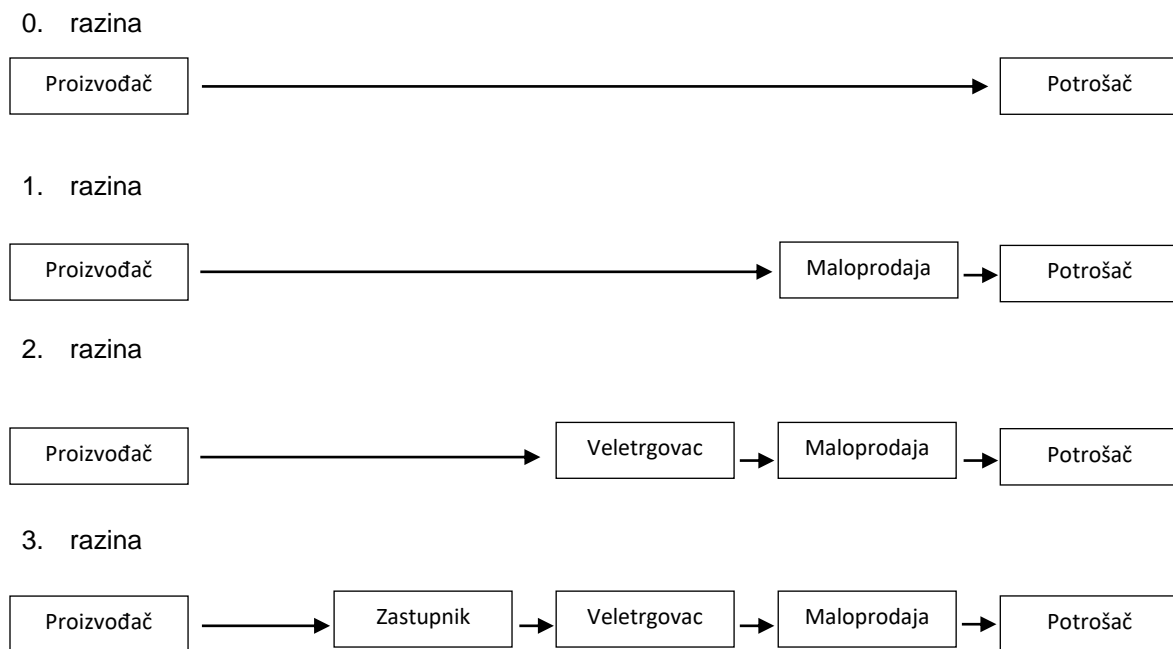 0. razina
Proizvođač Potrošač
1. razina
Proizvođač Maloprodaja Potrošač
2. razina
Proizvođač Veletrgovac Maloprodaja Potrošač
3. razina
Proizvođač Zastupnik Veletrgovac Maloprodaja Potrošač